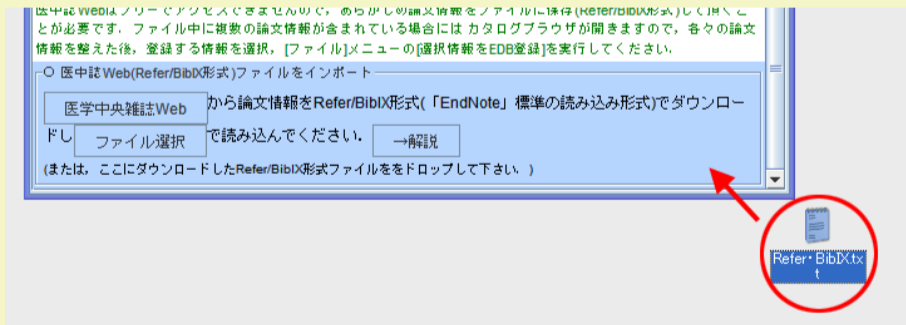 医中誌Webはフリーでアクセスできませんので，あらかじめ論文情報をファイルに保存(Refer/BibIX形式)して頂くこ
とが必要です．ファイル中に複数の論文情報が含まれている場合には カタログブラウザが開きますので，各々の論文
情報を整えた後，登録する情報を選択，[ファイル]メニューの[選択情報をEDB登録]を実行してください．
医中誌Web(Refer/BibIX形式)ファイルをインポート
医学中央雑誌Web から論文情報をRefer/BibIX形式(「EndNote」標準の読み込み形式)でダウンロー
ドし ファイル選択 で読み込んでください． →解説
(または，ここにダウンロードしたRefer/BibIX形式ファイルををドロップして下さい．)
Refer・BibIX.tx
t